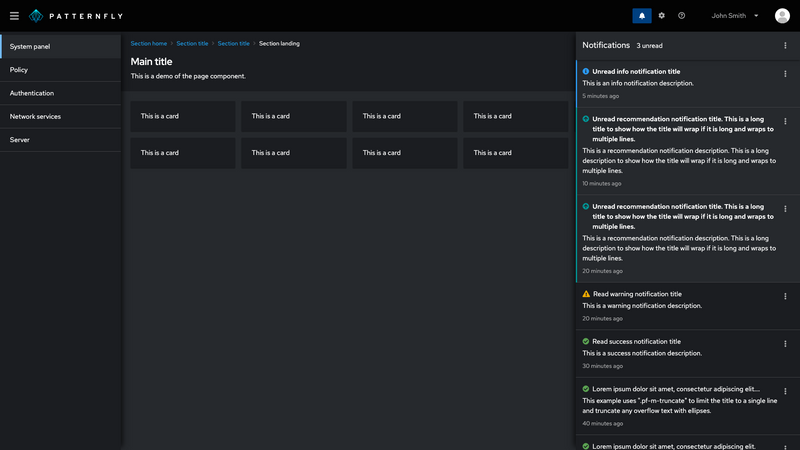 PATTERNFLY
John Smith
System panel
Policy
Authentication
Network services
Server
Section home > Section title > Section title > Section landing
Main title
This is a demo of the page component.
This is a card This is a card This is a card This is a card
This is a card This is a card This is a card This is a card
Notifications 3 unread
Unread info notification title
This is an info notification description.
5 minutes ago
Unread recommendation notification title. This is a long
title to show how the title will wrap if it is long and wraps to
multiple lines.
This is a recommendation notification description. This is a long
description to show how the title will wrap if it is long and wraps to
multiple lines.
10 minutes ago
Unread recommendation notification title. This is a long
title to show how the title will wrap if it is long and wraps to
multiple lines.
This is a recommendation notification description. This is a long
description to show how the title will wrap if it is long and wraps to
multiple lines.
20 minutes ago
Read warning notification title
This is a warning notification description.
20 minutes ago
Read success notification title
This is a success notification description.
30 minutes ago
Lorem ipsum dolor sit amet, consectetur adipiscing elit....
This example uses ".pf-m-truncate" to limit the title to a single line
and truncate any overflow text with ellipses.
40 minutes ago
Lorem ipsum dolor sit amet, consectetur adipiscing elit.